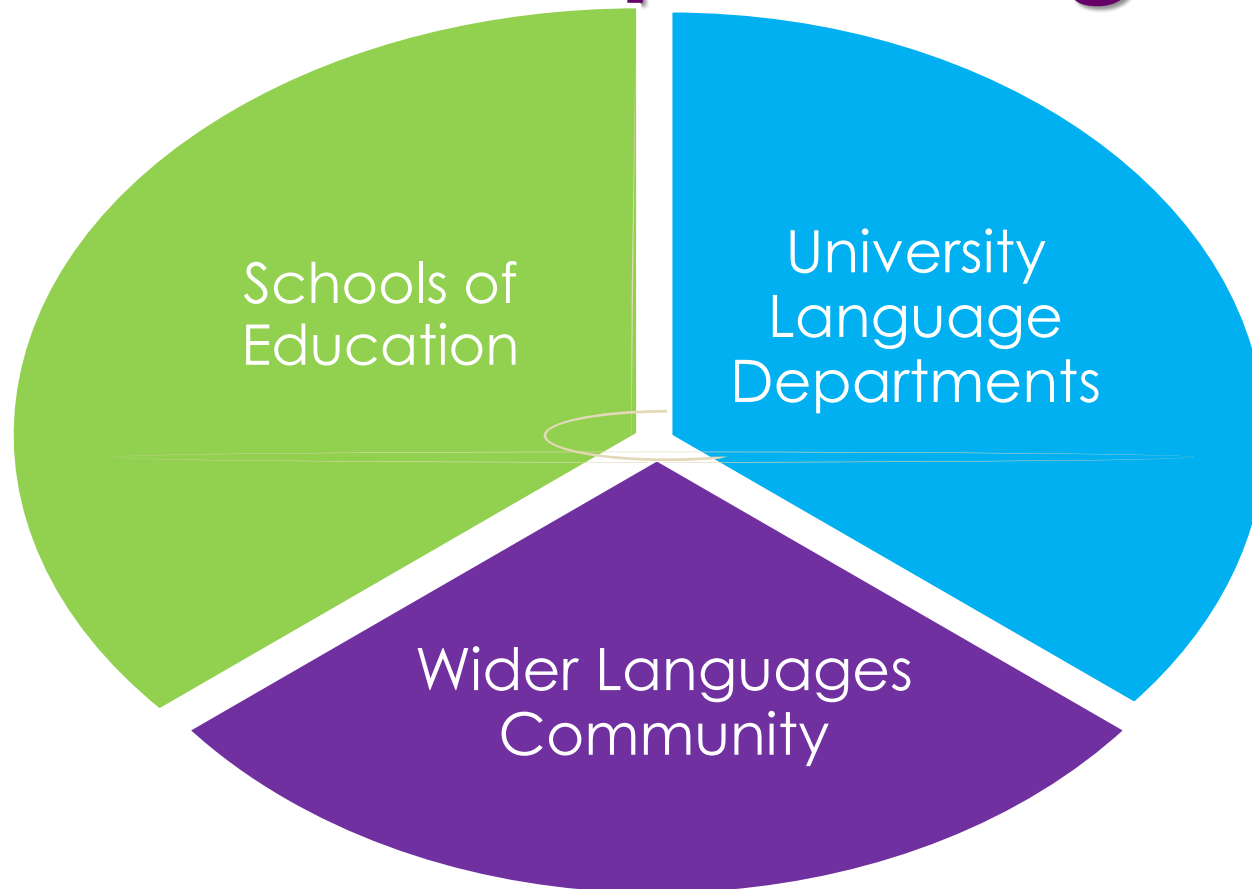 Schools of
Education
University
Language
Departments
Wider Languages
Community